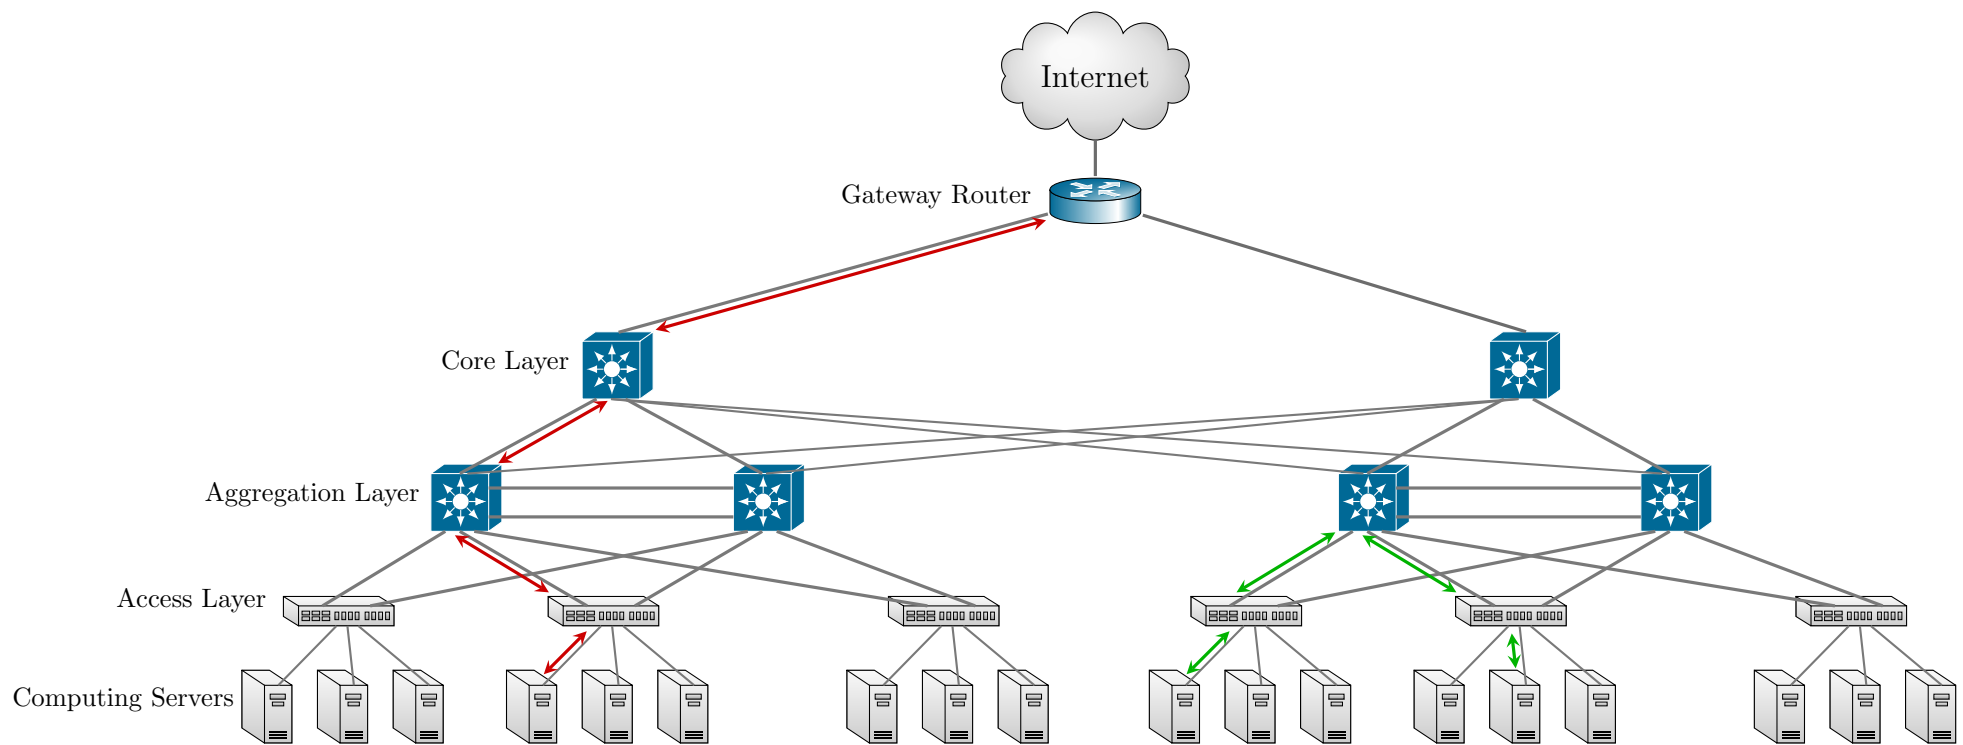 Internet
Gateway Router
Core Layer
Aggregation Layer
Access Layer
Computing Servers